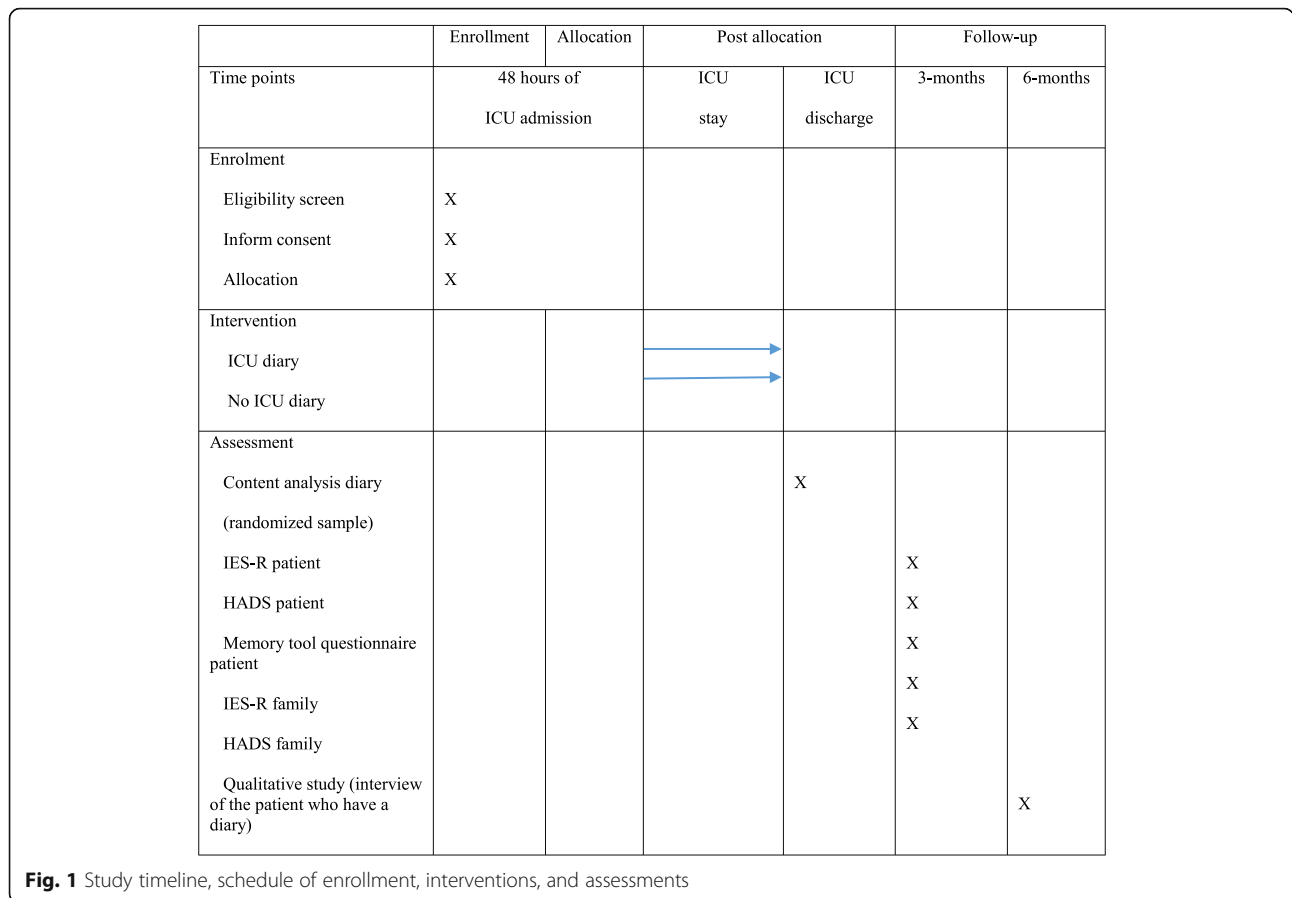 Enrollment Allocation Post allocation Follow-up
Time points 48 hours of ICU ICU 3-months 6-months
ICU admission stay discharge
Enrolment
Eligibility screen X
Inform consent X
Allocation X
Intervention
ICU diary
No ICU diary
Assessment
Content analysis diary X
(randomized sample)
IES-R patient X
HADS patient X
Memory tool questionnaire X
patient
X
IES-R family
X
HADS family
Qualitative study (interview
of the patient who have a X
diary)
Fig. 1 Study timeline, schedule of enrollment, interventions, and assessments